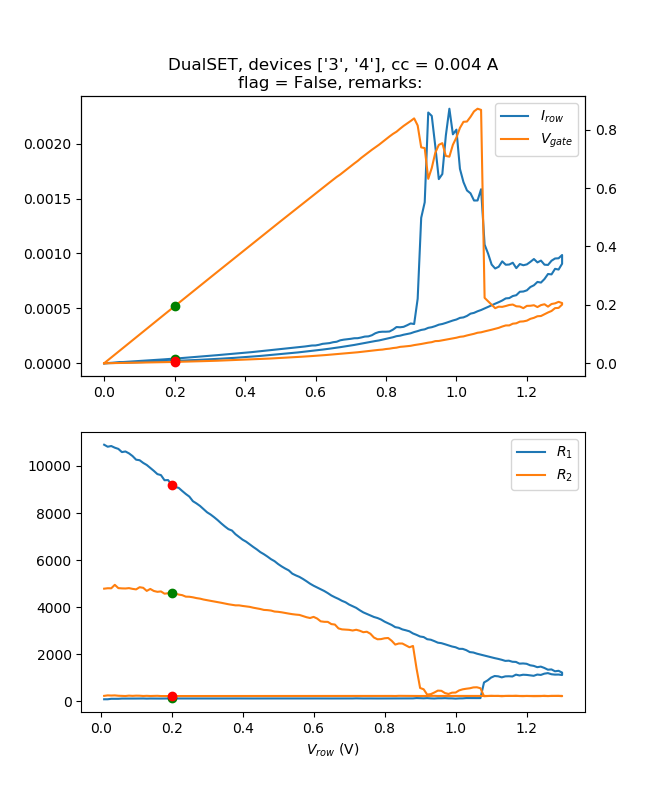 DualSET, devices ['3', '4'], cc = 0.004 A
flag = False, remarks:
I_row
V_gate
0.0020
0.0015
0.0010
0.0005
0.0000
0.8
0.6
0.4
0.2
0.0
0.0 0.2 0.4 0.6 0.8 1.0 1.2
R_1
R_2
10000
8000
6000
4000
2000
0
0.0 0.2 0.4 0.6 0.8 1.0 1.2
V_row (V)